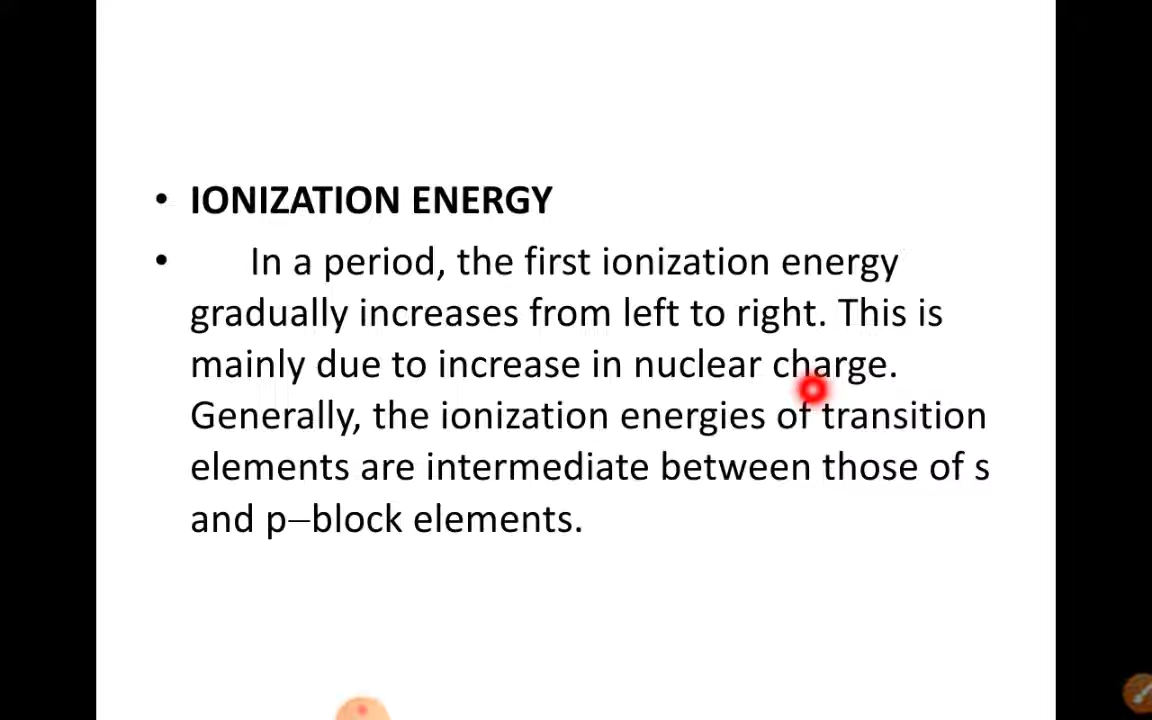 • IONIZATION ENERGY
• In a period, the first ionization energy
gradually increases from left to right. This is
mainly due to increase in nuclear charge.
Generally, the ionization energies of transition
elements are intermediate between those of s
and p–block elements.